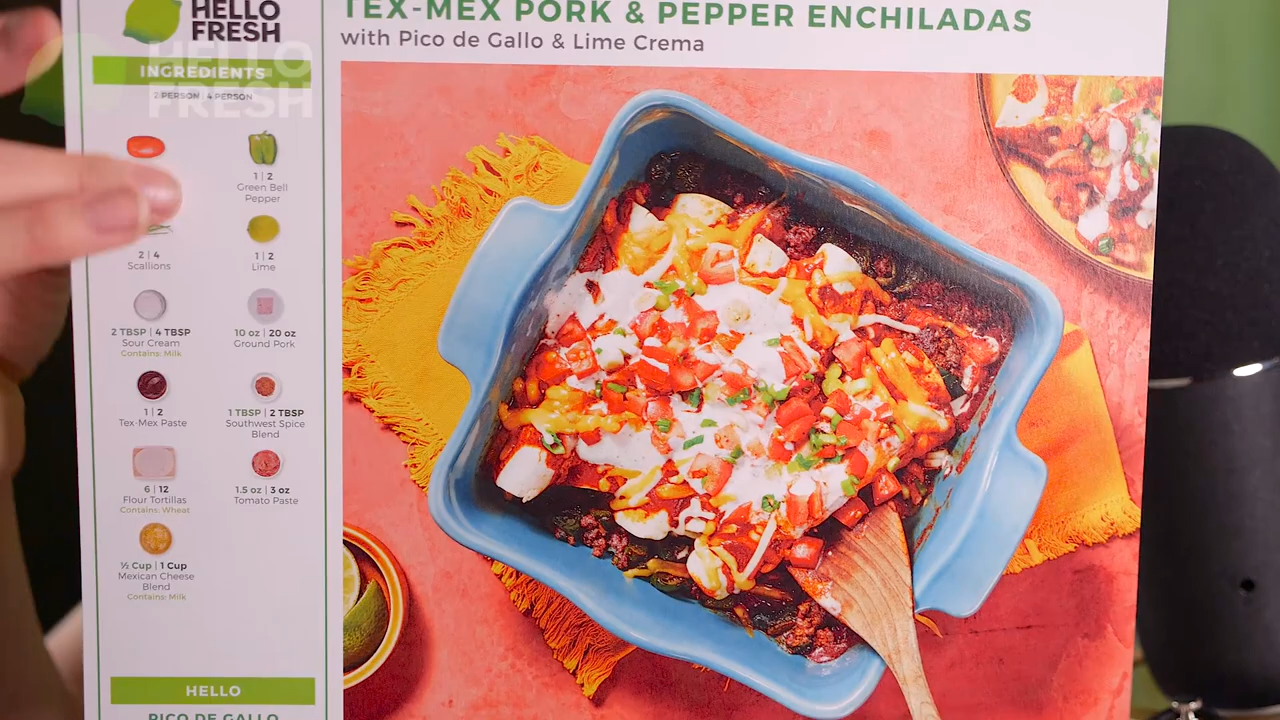 HELLO
FRESH
TEX-MEX PORK & PEPPER ENCHILADAS
with Pico de Gallo & Lime Crema
HELLO
FRESH
INGREDIENTS
2 PERSON | 4 PERSON
1 | 2
Green Bell
Pepper
2 | 4
Scallions
1 | 2
Lime
2 TBSP | 4 TBSP
Sour Cream
Contains: Milk
10 oz | 20 oz
Ground Pork
1 | 2
Tex-Mex Paste
1 TBSP | 2 TBSP
Southwest Spice
Blend
6 | 12
Flour Tortillas
Contains: Wheat
1.5 oz | 3 oz
Tomato Paste
½ Cup | 1 Cup
Mexican Cheese
Blend
Contains: Milk
HELLO
PICO DE GALLO